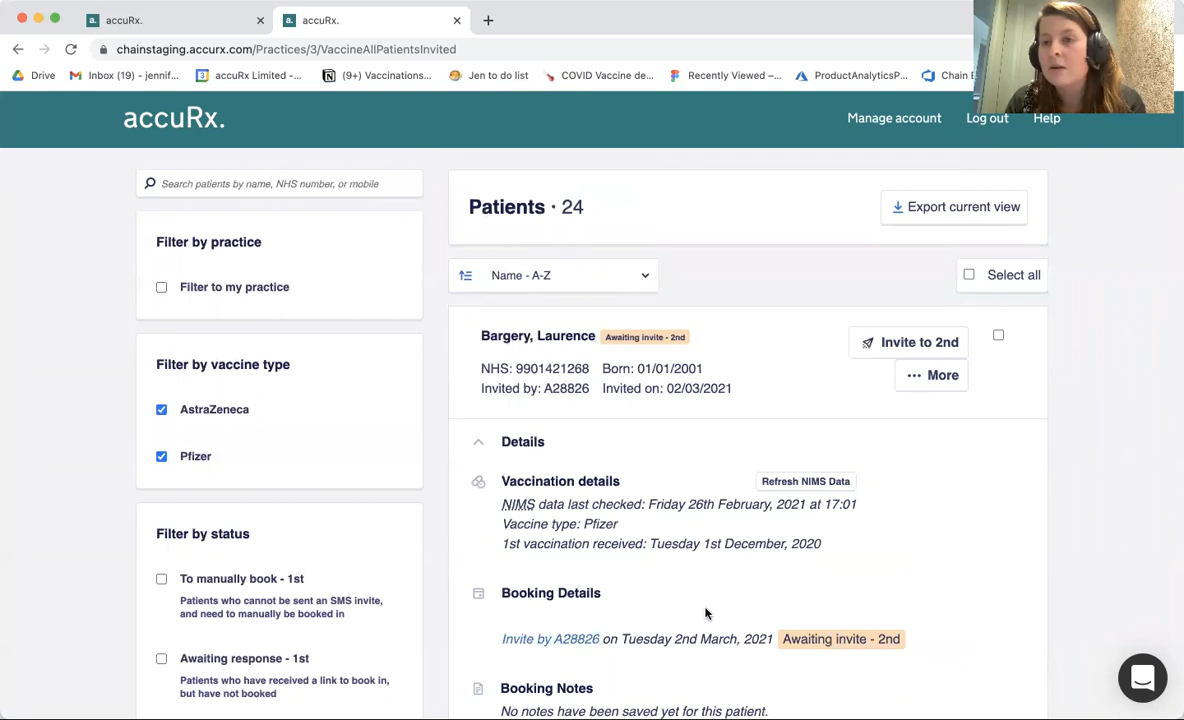 accuRx.
accuRx.
chainstaging.accurx.com/Practices/3/VaccineAllPatientsInvited
Drive Inbox (19) - jennif... accuRx Limited -... (9+) Vaccinations... Jen to do list COVID Vaccine de... Recently Viewed –... ProductAnalyticsP... Chain
accuRx.
Manage account Log out Help
Search patients by name, NHS number, or mobile
Filter by practice
Filter to my practice
Filter by vaccine type
AstraZeneca
Pfizer
Filter by status
To manually book - 1st
Patients who cannot be sent an SMS invite,
and need to manually be booked in
Awaiting response - 1st
Patients who have received a link to book in,
but have not booked
Patients · 24
Export current view
Name - A-Z
Select all
Bargery, Laurence Awaiting invite - 2nd
Invite to 2nd
NHS: 9901421268 Born: 01/01/2001
Invited by: A28826 Invited on: 02/03/2021
··· More
Details
Vaccination details
Refresh NIMS Data
NIMS data last checked: Friday 26th February, 2021 at 17:01
Vaccine type: Pfizer
1st vaccination received: Tuesday 1st December, 2020
Booking Details
Invite by A28826 on Tuesday 2nd March, 2021 Awaiting invite - 2nd
Booking Notes
No notes have been saved yet for this patient.